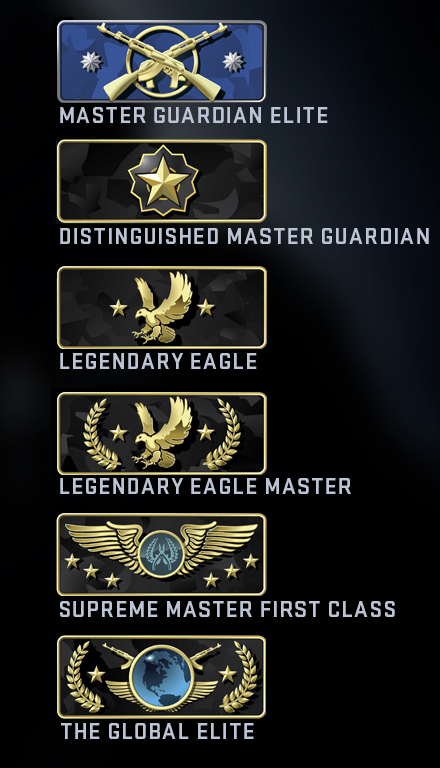 MASTER GUARDIAN ELITE
DISTINGUISHED MASTER GUARDIAN
LEGENDARY EAGLE
LEGENDARY EAGLE MASTER
SUPREME MASTER FIRST CLASS
THE GLOBAL ELITE